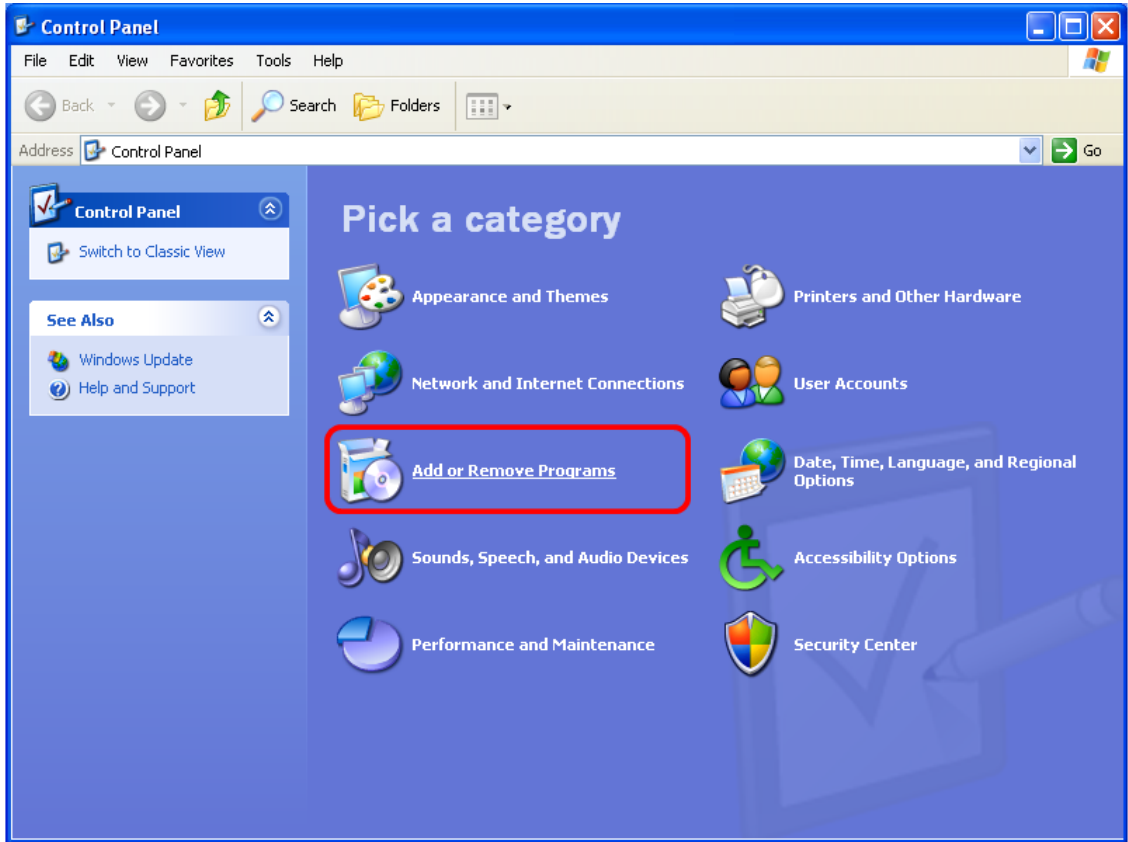 Control Panel
File Edit View Favorites Tools Help
Back Search Folders
Address Control Panel Go
Control Panel
Switch to Classic View
See Also
Windows Update
Help and Support
Pick a category
Appearance and Themes
Printers and Other Hardware
Network and Internet Connections
User Accounts
Add or Remove Programs
Date, Time, Language, and Regional
Options
Sounds, Speech, and Audio Devices
Accessibility Options
Performance and Maintenance
Security Center